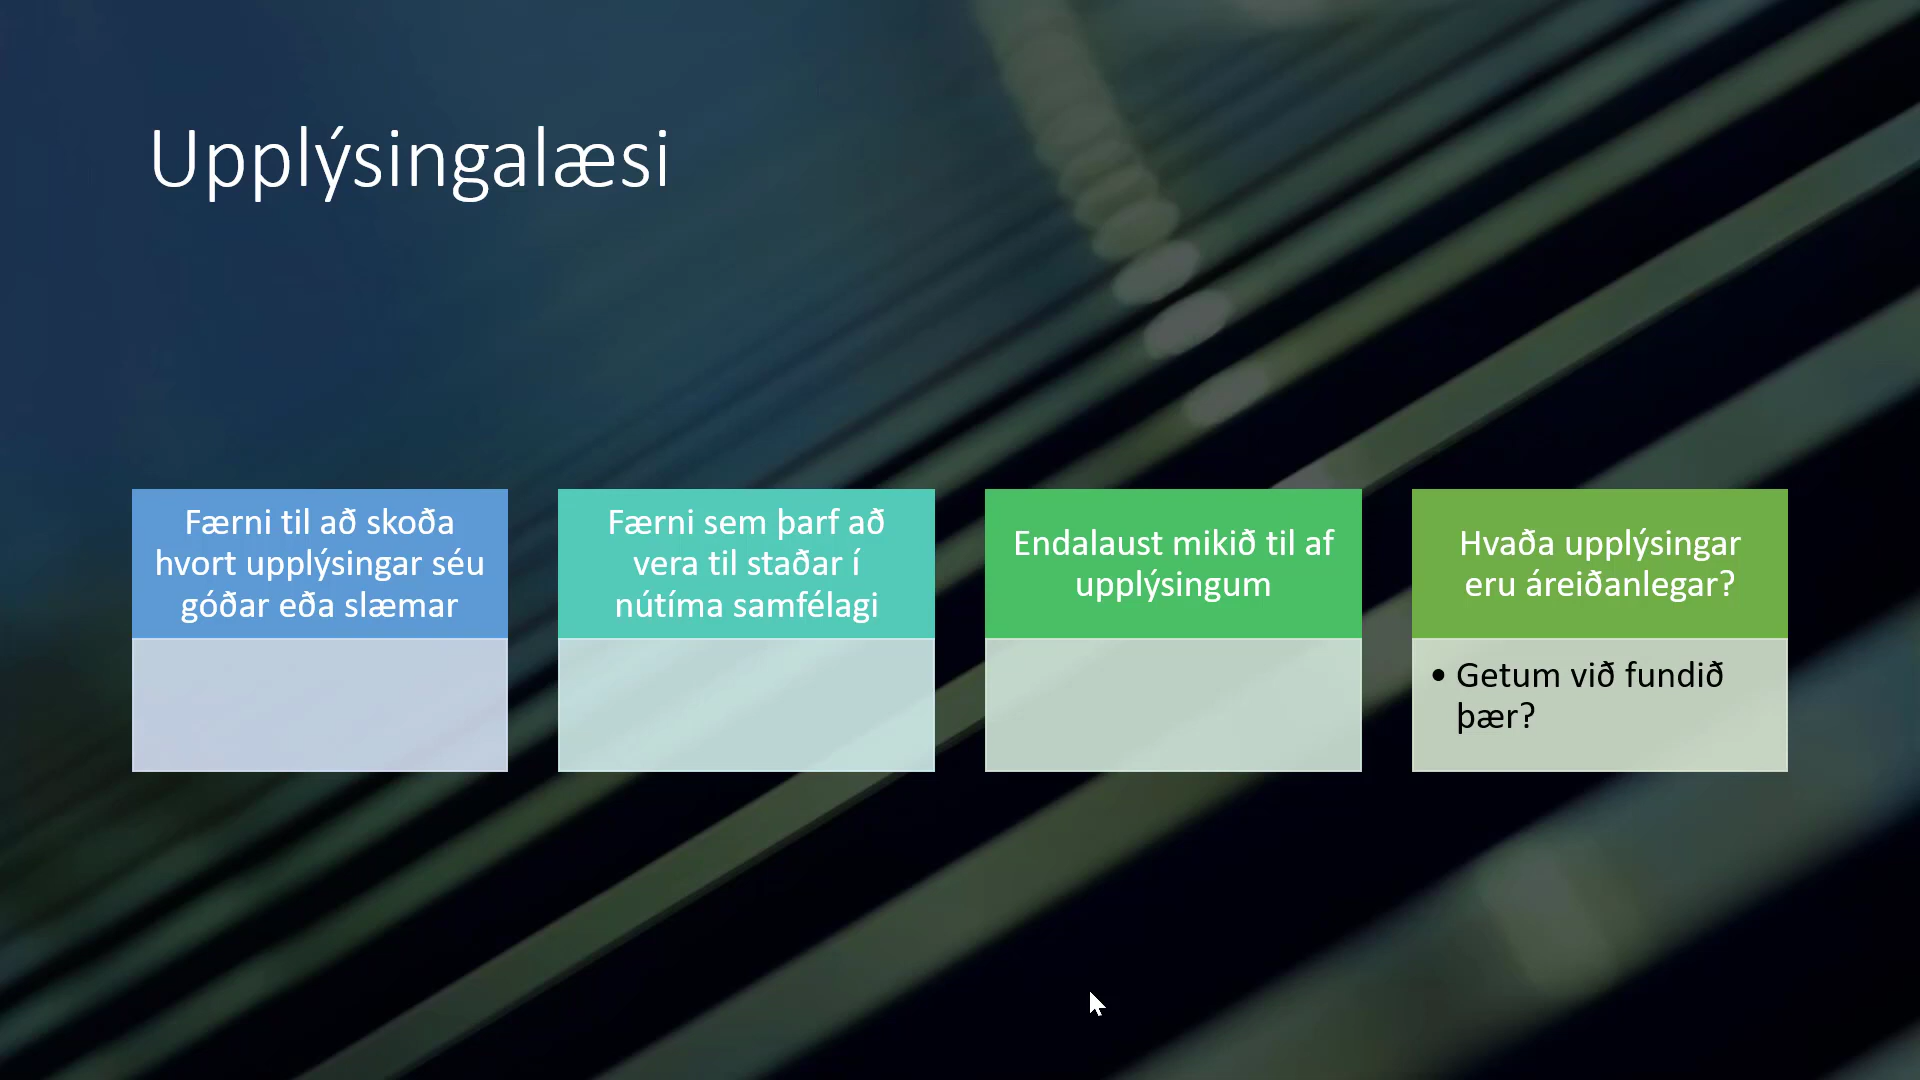 Upplýsingalæsi
Færni til að skoða
hvort upplýsingar séu
góðar eða slæmar
Færni sem þarf að
vera til staðar í
nútíma samfélagi
Endalaust mikið til af
upplýsingum
Hvaða upplýsingar
eru áreiðanlegar?
• Getum við fundið
þær?